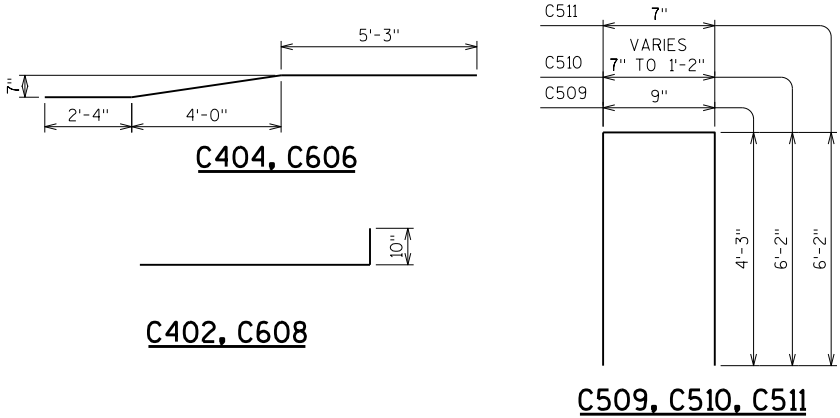 5'-3"
7"
2'-4"
4'-0"
C404, C606
10"
C402, C608
C511
7"
VARIES
C510
7" TO 1'-2"
C509
9"
4'-3"
6'-2"
6'-2"
C509, C510, C511